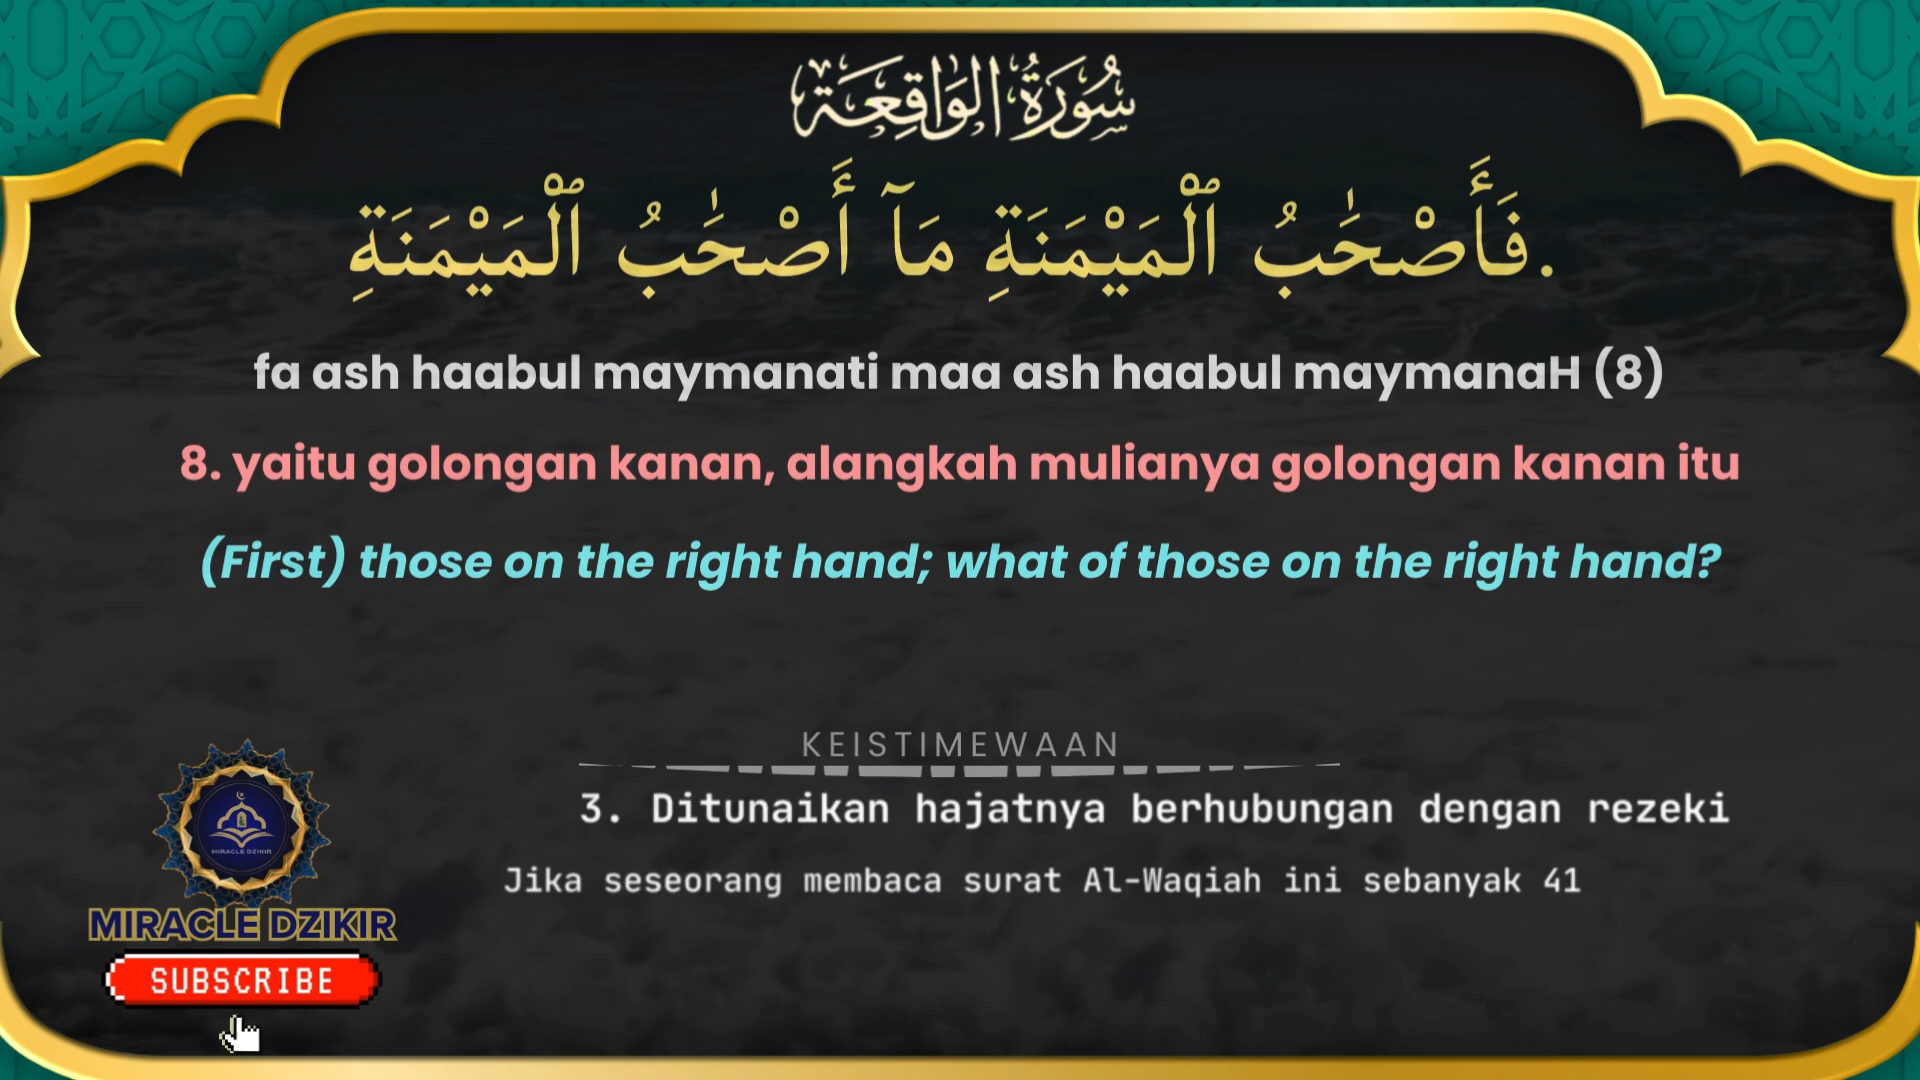 سُورَةُ الوَاقِعَة
فَأَصْحَٰبُ ٱلْمَيْمَنَةِ مَآ أَصْحَٰبُ ٱلْمَيْمَنَةِ.
fa ash haabul maymanati maa ash haabul maymanaH (8)
8. yaitu golongan kanan, alangkah mulianya golongan kanan itu
(First) those on the right hand; what of those on the right hand?
KEISTIMEWAAN
3. Ditunaikan hajatnya berhubungan dengan rezeki
Jika seseorang membaca surat Al-Waqiah ini sebanyak 41
MIRACLE DZIKIR
MIRACLE DZIKIR
SUBSCRIBE